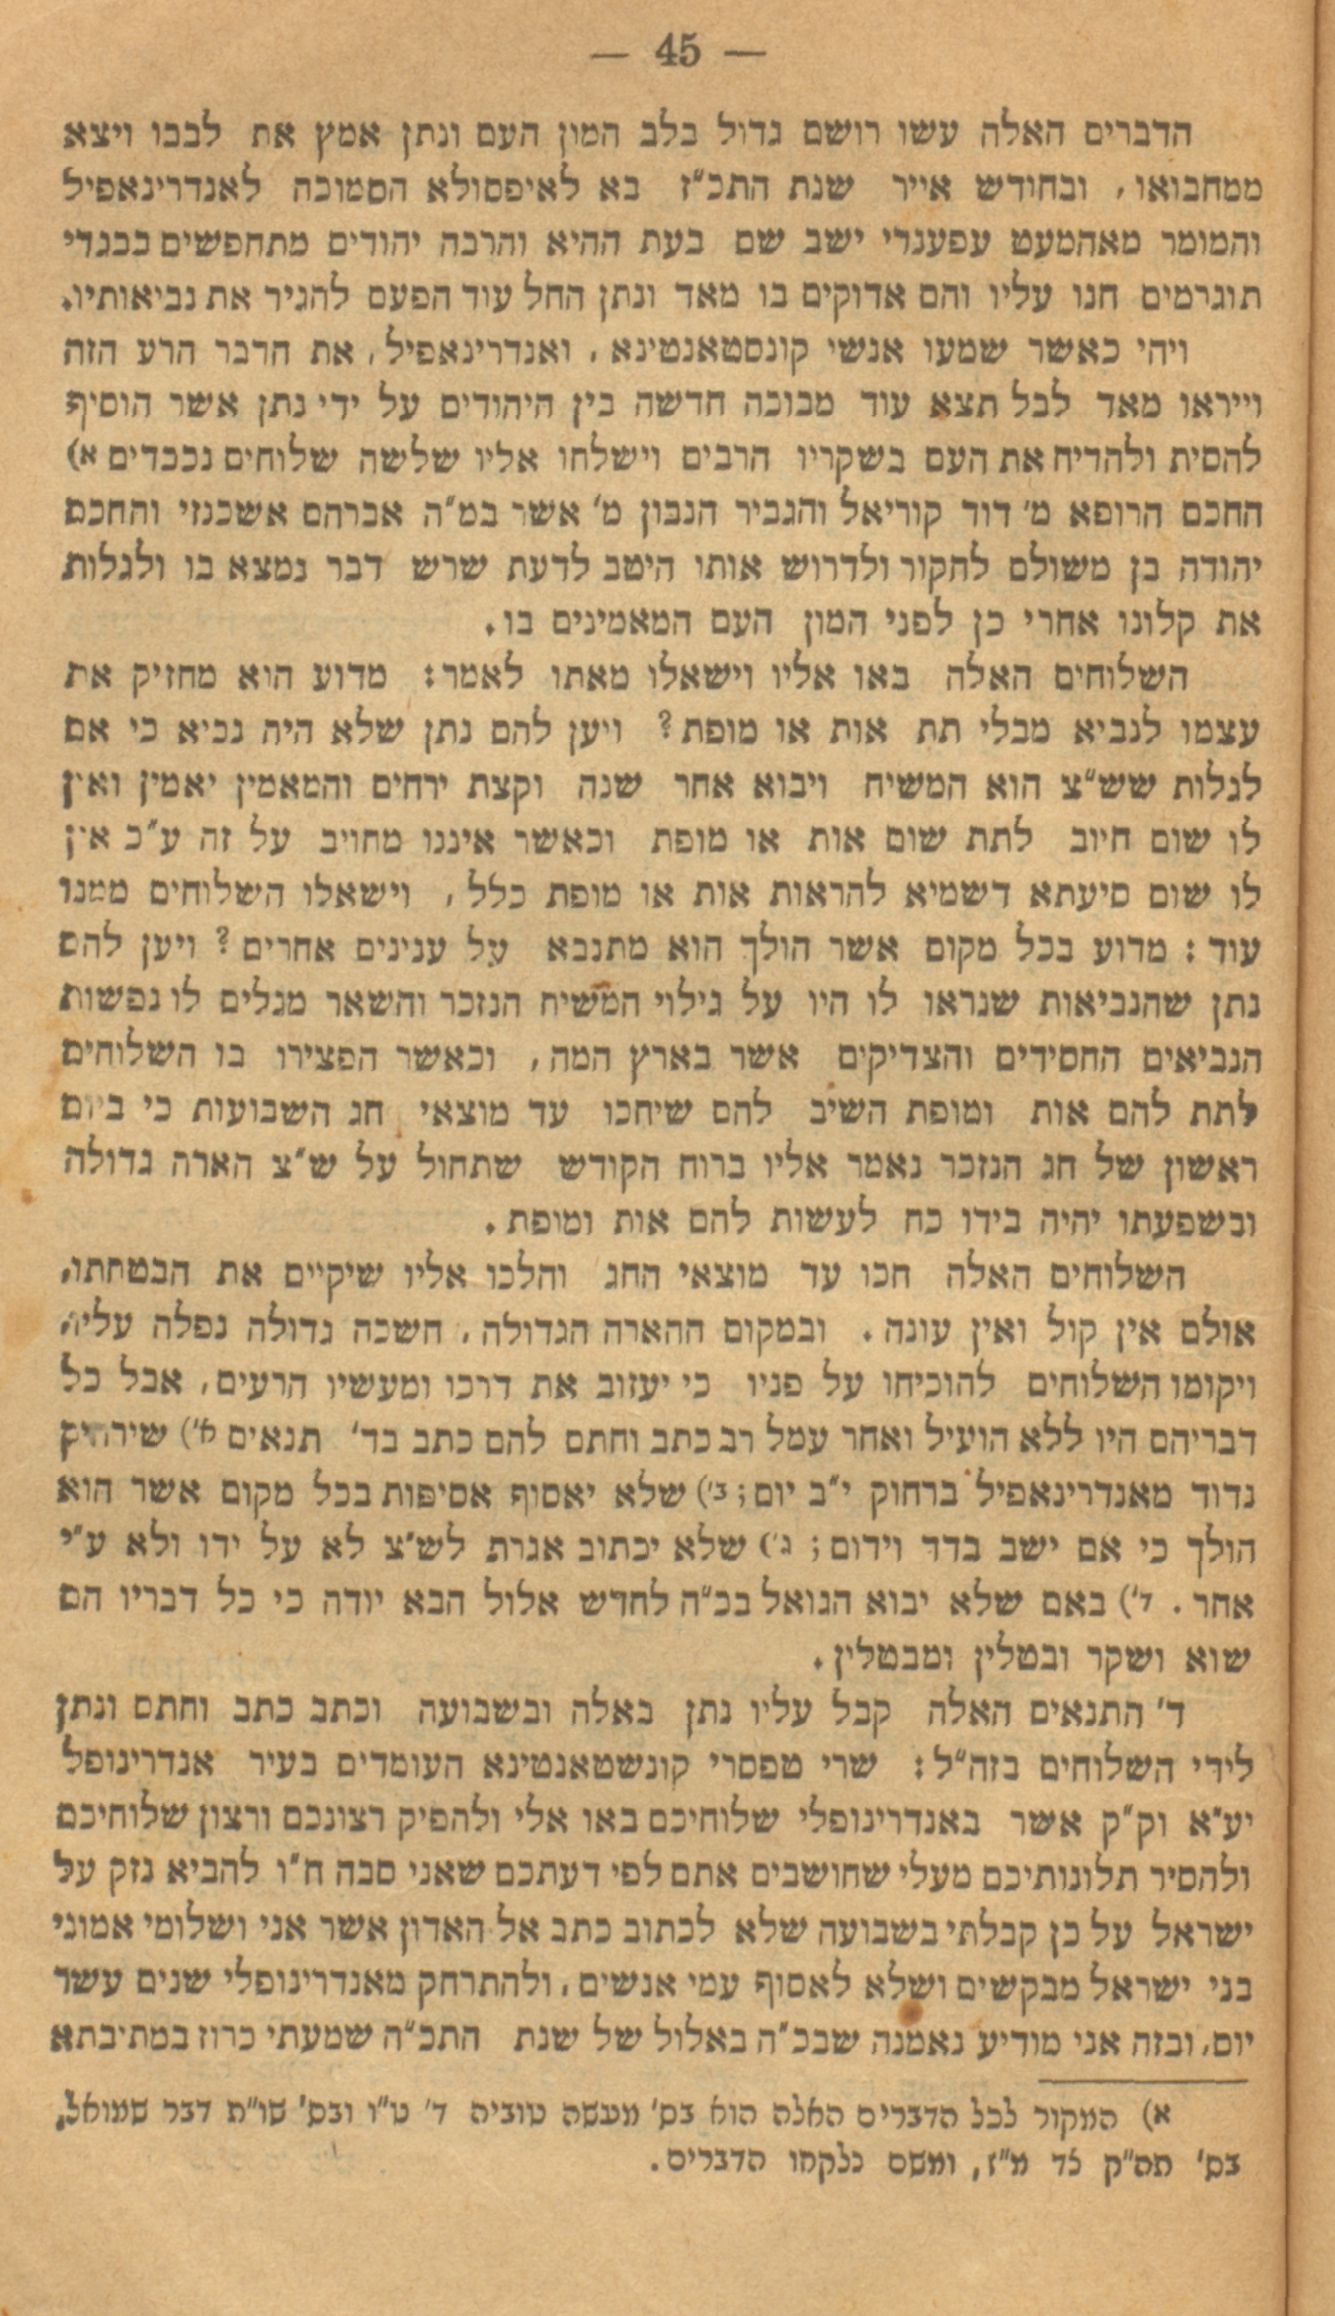 — 45 —
הדברים האלה עשו רושם גדול בלב המון העם ונתן אמץ את לבבו ויצא
ממחבואו, ובחודש אייר שנת התכ"ז בא לאיפסולא הסמוכה לאנדרינאפיל
והמומר מאהמעט עפענדי ישב שם בעת ההיא והרבה יהודים מתחפשים בבגדי
תוגרמים חנו עליו והם אדוקים בו מאד ונתן החל עוד הפעם להגיד את נביאותיו.
ויהי כאשר שמעו אנשי קונסטאנטינא, ואנדרינאפיל, את הדבר הרע הזה
וייראו מאד לבל תצא עוד מבוכה חדשה בין היהודים על ידי נתן אשר הוסיף
להסית ולהדיח את העם בשקריו הרבים וישלחו אליו שלשה שלוחים נכבדים א)
החכם הרופא מ' דוד קוריאל והגביר הנבון מ' אשר במ"ה אברהם אשכנזי והחכם
יהודה בן משולם לחקור ולדרוש אותו היטב לדעת שרש דבר נמצא בו ולגלות
את קלונו אחרי כן לפני המון העם המאמינים בו.
השלוחים האלה באו אליו וישאלו מאתו לאמר: מדוע הוא מחזיק את
עצמו לנביא מבלי תת אות או מופת? ויען להם נתן שלא היה נביא כי אם
לגלות שש"צ הוא המשיח ויבוא אחר שנה וקצת ירחים והמאמין יאמין ואין
לו שום חיוב לתת שום אות או מופת וכאשר איננו מחויב על זה ע"כ אין
לו שום סיעתא דשמיא להראות אות או מופת כלל, וישאלו השלוחים ממנו
עוד: מדוע בכל מקום אשר הולך הוא מתנבא על ענינים אחרים? ויען להם
נתן שהנביאות שנראו לו היו על גילוי המשיח הנזכר והשאר מגלים לו נפשות
הנביאים החסידים והצדיקים אשר בארץ המה, וכאשר הפצירו בו השלוחים
לתת להם אות ומופת השיב להם שיחכו עד מוצאי חג השבועות כי ביום
ראשון של חג הנזכר נאמר אליו ברוח הקודש שתחול על ש"צ הארה גדולה
ובשפעתו יהיה בידו כח לעשות להם אות ומופת.
השלוחים האלה חכו עד מוצאי החג והלכו אליו שיקיים את הבטחתו,
אולם אין קול ואין עונה. ובמקום ההארה הגדולה, חשכה גדולה נפלה עליו,
ויקומו השלוחים להוכיחו על פניו כי יעזוב את דרכו ומעשיו הרעים, אבל כל
דבריהם היו ללא הועיל ואחר עמל רב כתב וחתם להם כתב בד' תנאים א') שירחיק
נדוד מאנדרינאפיל ברחוק י"ב יום; ב') שלא יאסוף אסיפות בכל מקום אשר הוא
הולך כי אם ישב בדד וידום; ג') שלא יכתוב אגרת לש"צ לא על ידו ולא ע"י
אחר. ד') באם שלא יבוא הגואל בכ"ה לחדש אלול הבא יודה כי כל דבריו הם
שוא ושקר ובטלין ומבטלין.
ד' התנאים האלה קבל עליו נתן באלה ובשבועה וכתב כתב וחתם ונתן
לידי השלוחים בזה"ל: שרי טפסרי קונשטאנטינא העומדים בעיר אנדרינופל
יע"א וק"ק אשר באנדרינופלי שלוחיכם באו אלי ולהפיק רצונכם ורצון שלוחיכם
ולהסיר תלונותיכם מעלי שחושבים אתם לפי דעתכם שאני סבה ח"ו להביא נזק על
ישראל על כן קבלתי בשבועה שלא לכתוב כתב אל האדון אשר אני ושלומי אמוני
בני ישראל מבקשים ושלא לאסוף עמי אנשים, ולהתרחק מאנדרינופלי שנים עשר
יום, ובזה אני מודיע נאמנה שבכ"ה באלול של שנת התכ"ה שמעתי כרוז במתיבתא
א) המקור לכל הדברים האלה הוא בס' מעשה טוביה ד' ט"ו ובס' שו"ת דבר שמואל,
בס' תה"ק לד מ"ז, ומשם נלקחו הדברים.